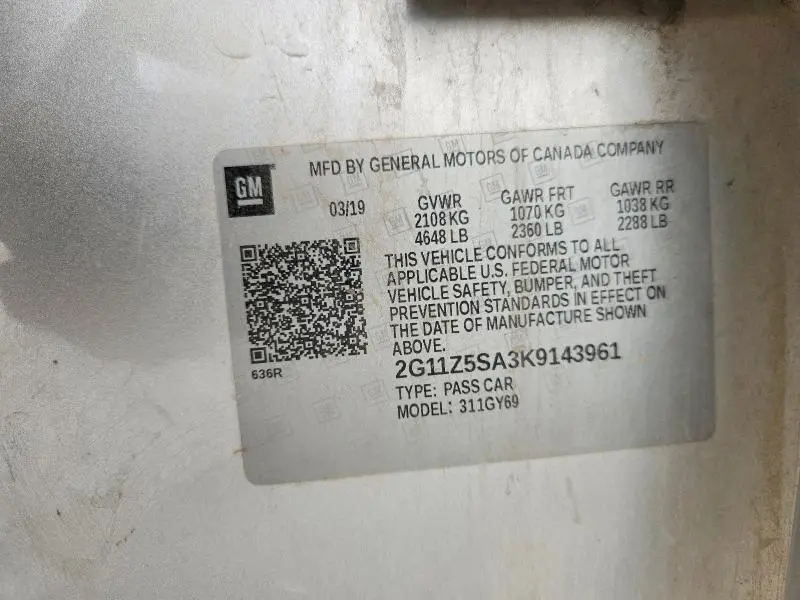 GM
MFD BY GENERAL MOTORS OF CANADA COMPANY
03/19
GVWR GAWR FRT GAWR RR
2108 KG 1070 KG 1038 KG
4648 LB 2360 LB 2288 LB
THIS VEHICLE CONFORMS TO ALL
APPLICABLE U.S. FEDERAL MOTOR
VEHICLE SAFETY, BUMPER, AND THEFT
PREVENTION STANDARDS IN EFFECT ON
THE DATE OF MANUFACTURE SHOWN
ABOVE.
636R
2G11Z5SA3K9143961
TYPE: PASS CAR
MODEL: 311GY69